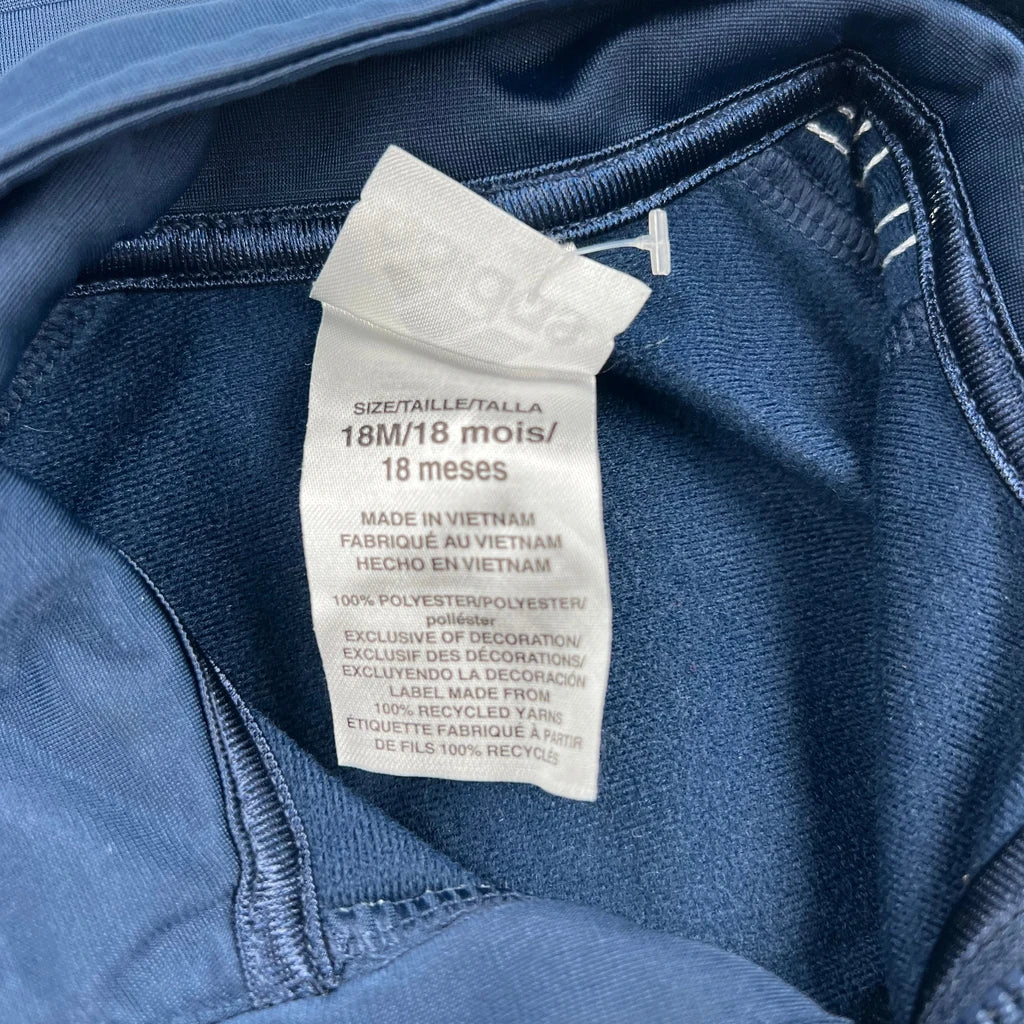 SIZE/TAILLE/TALLA
18M/18 mois/
18 meses
MADE IN VIETNAM
FABRIQUÉ AU VIETNAM
HECHO EN VIETNAM
100% POLYESTER/POLYESTER/
poliéster
EXCLUSIVE OF DECORATION/
EXCLUSIF DES DÉCORATIONS/
EXCLUYENDO LA DECORACIÓN
LABEL MADE FROM
100% RECYCLED YARNS
ÉTIQUETTE FABRIQUÉ À PARTIR
DE FILS 100% RECYCLÉS